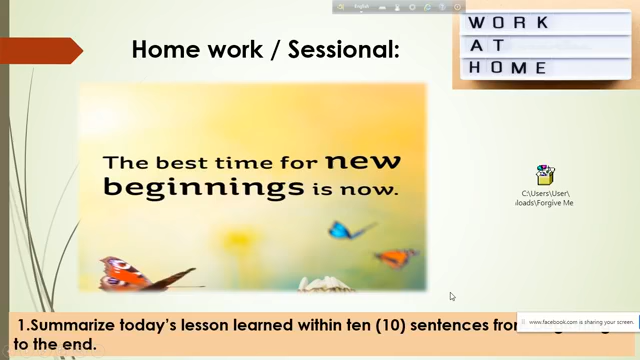 English
WORK
AT
HOME
Home work / Sessional:
The best time for new
beginnings is now.
C:\Users\User\
loads\Forgive Me
1.Summarize today's lesson learned within ten (10) sentences
www.facebook.com is sharing your screen.
to the end.